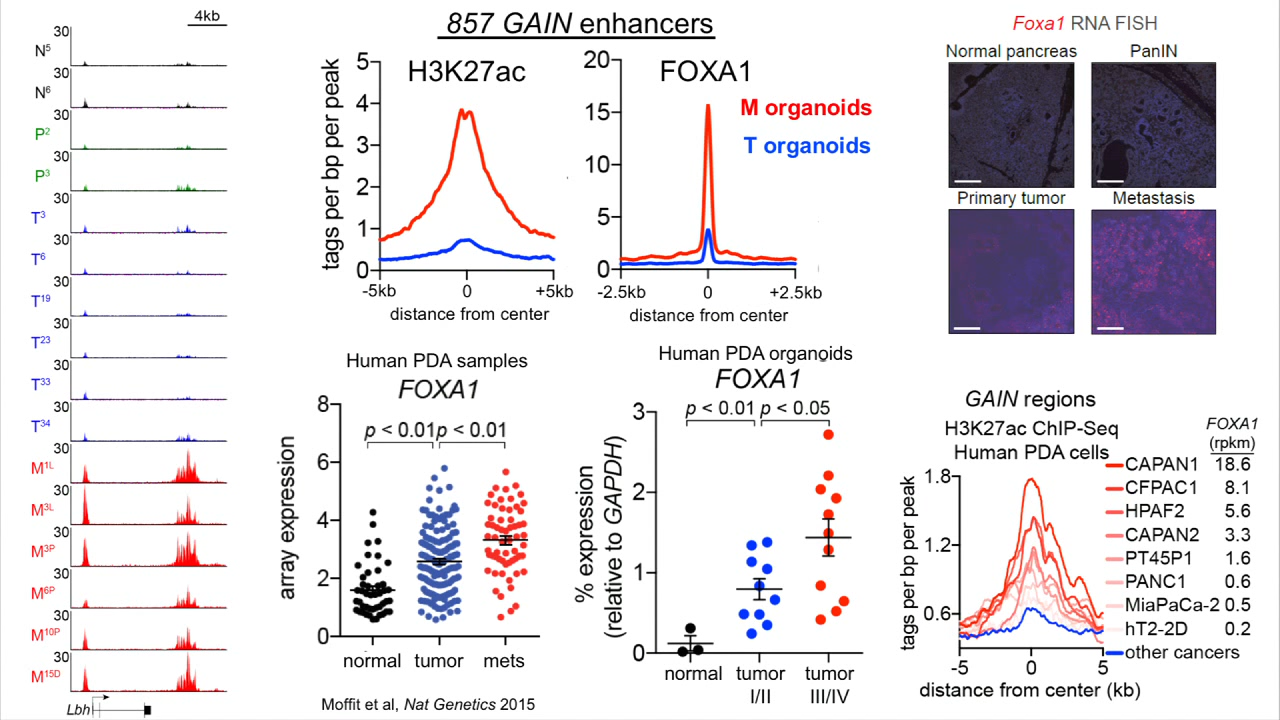 4kb
30
N5
30
N6
30
P2
30
P3
30
T3
30
T6
30
T19
30
T23
30
T33
30
T34
30
M1L
30
M3L
30
M3P
30
M6P
30
M10P
30
M15D
Lbh
857 GAIN enhancers
H3K27ac
tags per bp per peak
5
4
3
2
1
0
-5kb 0 +5kb
distance from center
FOXA1
20
15
10
5
0
-2.5kb 0 +2.5kb
distance from center
M organoids
T organoids
Foxa1 RNA FISH
Normal pancreas PanIN
Primary tumor Metastasis
Human PDA samples
FOXA1
array expression
8
6
4
2
0
p < 0.01 p < 0.01
normal tumor mets
Moffit et al, Nat Genetics 2015
Human PDA organoids
FOXA1
% expression
(relative to GAPDH)
3
2
1
0
p < 0.01 p < 0.05
normal tumor tumor
I/II III/IV
GAIN regions
H3K27ac ChIP-Seq
Human PDA cells
tags per bp per peak
1.8
1.2
0.6
-5 0 5
distance from center (kb)
FOXA1
(rpkm)
CAPAN1 18.6
CFPAC1 8.1
HPAF2 5.6
CAPAN2 3.3
PT45P1 1.6
PANC1 0.6
MiaPaCa-2 0.5
hT2-2D 0.2
other cancers